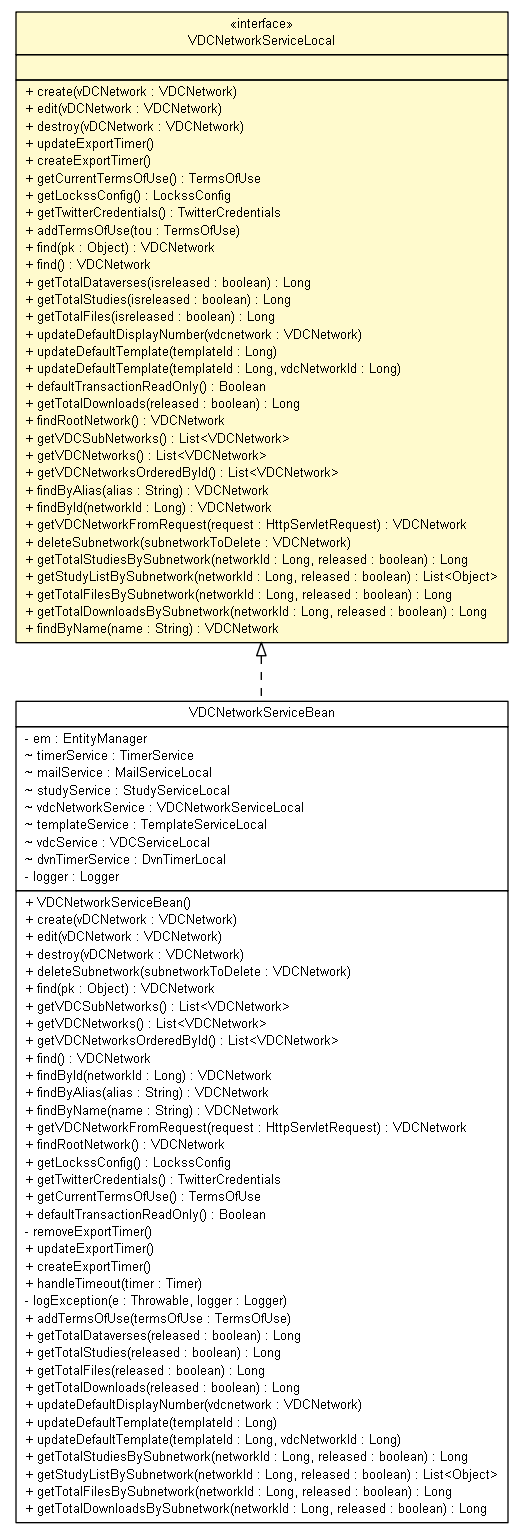 «interface»
VDCNetworkServiceLocal
+ create(vDCNetwork : VDCNetwork)
+ edit(vDCNetwork : VDCNetwork)
+ destroy(vDCNetwork : VDCNetwork)
+ updateExportTimer()
+ createExportTimer()
+ getCurrentTermsOfUse() : TermsOfUse
+ getLockssConfig() : LockssConfig
+ getTwitterCredentials() : TwitterCredentials
+ addTermsOfUse(tou : TermsOfUse)
+ find(pk : Object) : VDCNetwork
+ find() : VDCNetwork
+ getTotalDataverses(isreleased : boolean) : Long
+ getTotalStudies(isreleased : boolean) : Long
+ getTotalFiles(isreleased : boolean) : Long
+ updateDefaultDisplayNumber(vdcnetwork : VDCNetwork)
+ updateDefaultTemplate(templateId : Long)
+ updateDefaultTemplate(templateId : Long, vdcNetworkId : Long)
+ defaultTransactionReadOnly() : Boolean
+ getTotalDownloads(released : boolean) : Long
+ findRootNetwork() : VDCNetwork
+ getVDCSubNetworks() : List<VDCNetwork>
+ getVDCNetworks() : List<VDCNetwork>
+ getVDCNetworksOrderedById() : List<VDCNetwork>
+ findByAlias(alias : String) : VDCNetwork
+ findById(networkId : Long) : VDCNetwork
+ getVDCNetworkFromRequest(request : HttpServletRequest) : VDCNetwork
+ deleteSubnetwork(subnetworkToDelete : VDCNetwork)
+ getTotalStudiesBySubnetwork(networkId : Long, released : boolean) : Long
+ getStudyListBySubnetwork(networkId : Long, released : boolean) : List<Object>
+ getTotalFilesBySubnetwork(networkId : Long, released : boolean) : Long
+ getTotalDownloadsBySubnetwork(networkId : Long, released : boolean) : Long
+ findByName(name : String) : VDCNetwork
VDCNetworkServiceBean
- em : EntityManager
~ timerService : TimerService
~ mailService : MailServiceLocal
~ studyService : StudyServiceLocal
~ vdcNetworkService : VDCNetworkServiceLocal
~ templateService : TemplateServiceLocal
~ vdcService : VDCServiceLocal
~ dvnTimerService : DvnTimerLocal
- logger : Logger
+ VDCNetworkServiceBean()
+ create(vDCNetwork : VDCNetwork)
+ edit(vDCNetwork : VDCNetwork)
+ destroy(vDCNetwork : VDCNetwork)
+ deleteSubnetwork(subnetworkToDelete : VDCNetwork)
+ find(pk : Object) : VDCNetwork
+ getVDCSubNetworks() : List<VDCNetwork>
+ getVDCNetworks() : List<VDCNetwork>
+ getVDCNetworksOrderedById() : List<VDCNetwork>
+ find() : VDCNetwork
+ findById(networkId : Long) : VDCNetwork
+ findByAlias(alias : String) : VDCNetwork
+ findByName(name : String) : VDCNetwork
+ getVDCNetworkFromRequest(request : HttpServletRequest) : VDCNetwork
+ findRootNetwork() : VDCNetwork
+ getLockssConfig() : LockssConfig
+ getTwitterCredentials() : TwitterCredentials
+ getCurrentTermsOfUse() : TermsOfUse
+ defaultTransactionReadOnly() : Boolean
- removeExportTimer()
+ updateExportTimer()
+ createExportTimer()
+ handleTimeout(timer : Timer)
- logException(e : Throwable, logger : Logger)
+ addTermsOfUse(termsOfUse : TermsOfUse)
+ getTotalDataverses(released : boolean) : Long
+ getTotalStudies(released : boolean) : Long
+ getTotalFiles(released : boolean) : Long
+ getTotalDownloads(released : boolean) : Long
+ updateDefaultDisplayNumber(vdcnetwork : VDCNetwork)
+ updateDefaultTemplate(templateId : Long)
+ updateDefaultTemplate(templateId : Long, vdcNetworkId : Long)
+ getTotalStudiesBySubnetwork(networkId : Long, released : boolean) : Long
+ getStudyListBySubnetwork(networkId : Long, released : boolean) : List<Object>
+ getTotalFilesBySubnetwork(networkId : Long, released : boolean) : Long
+ getTotalDownloadsBySubnetwork(networkId : Long, released : boolean) : Long